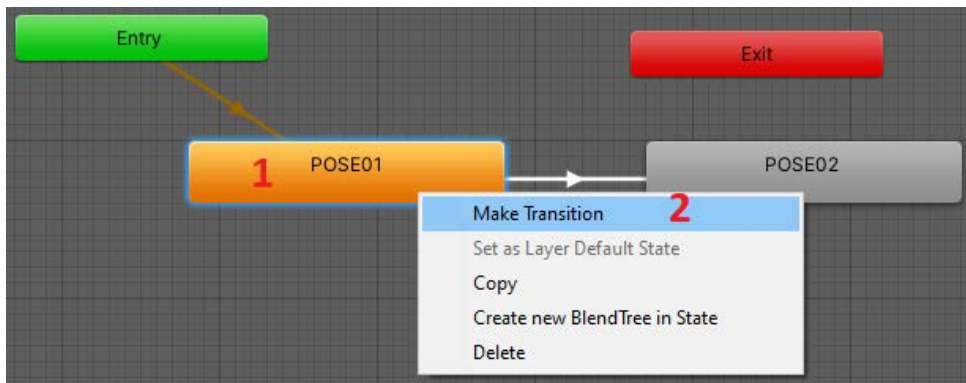 Entry
Exit
1
POSE01
POSE02
Make Transition 2
Set as Layer Default State
Copy
Create new BlendTree in State
Delete